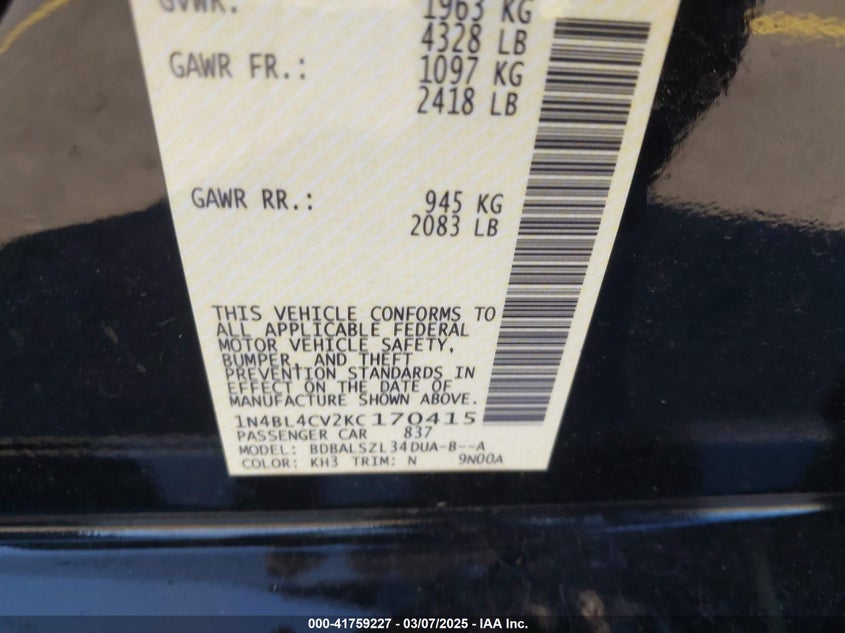 GVWR: 1963 KG
4328 LB
GAWR FR.: 1097 KG
2418 LB
GAWR RR.: 945 KG
2083 LB
THIS VEHICLE CONFORMS TO
ALL APPLICABLE FEDERAL
MOTOR VEHICLE SAFETY,
BUMPER, AND THEFT
PREVENTION STANDARDS IN
EFFECT ON THE DATE OF
MANUFACTURE SHOWN ABOVE.
1N4BL4CV2KC170415
PASSENGER CAR 837
MODEL: BDBALSZL34DUA-B--A
COLOR: KH3 TRIM: N 9N00A
000-41759227 - 03/07/2025 - IAA Inc.